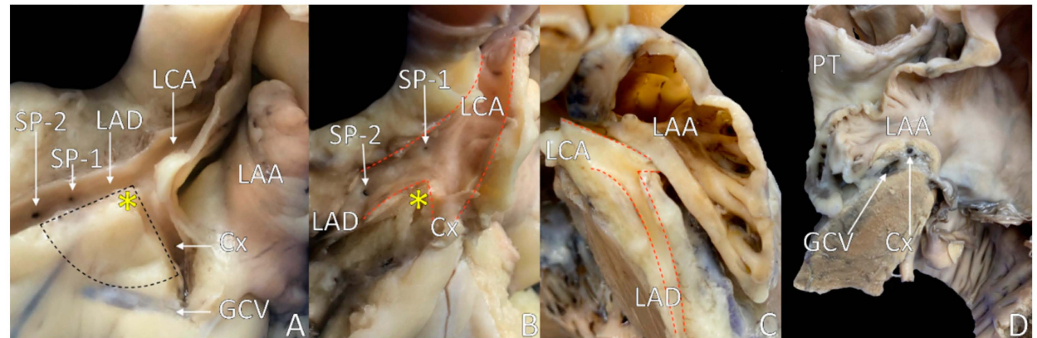 LCA
SP-2
LAD
SP-1
LAA
Cx
GCV
A
SP-1
LCA
SP-2
LAD
Cx
B
LAA
LCA
LAD
C
PT
LAA
GCV
Cx
D